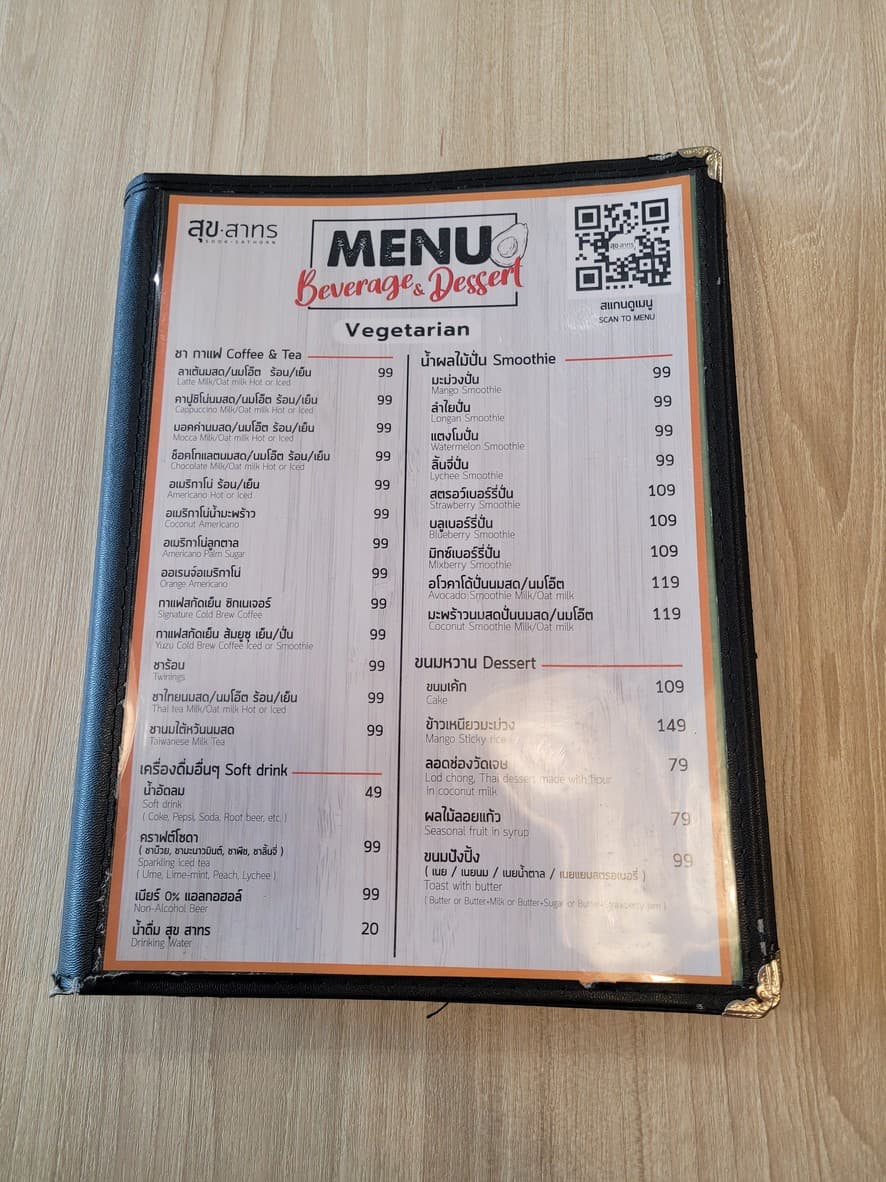 สุข·สาทร
SOOK·SATHORN
MENU
Beverage & Dessert
Vegetarian
สุข·สาทร
สแกนดูเมนู
SCAN TO MENU
ชา กาแฟ Coffee & Tea
ลาเต้นมสด/นมโอ๊ต ร้อน/เย็น 99
Latte Milk/Oat milk Hot or Iced
คาปูชิโน่นมสด/นมโอ๊ต ร้อน/เย็น 99
Cappuccino Milk/Oat milk Hot or Iced
มอคค่านมสด/นมโอ๊ต ร้อน/เย็น 99
Mocca Milk/Oat milk Hot or Iced
ช็อคโกแลตนมสด/นมโอ๊ต ร้อน/เย็น 99
Chocolate Milk/Oat milk Hot or Iced
อเมริกาโน่ ร้อน/เย็น 99
Americano Hot or Iced
อเมริกาโน่น้ำมะพร้าว 99
Coconut Americano
อเมริกาโน่ลูกตาล 99
Americano Palm Sugar
ออเรนจ์อเมริกาโน่ 99
Orange Americano
กาแฟสกัดเย็น ซิกเนเจอร์ 99
Signature Cold Brew Coffee
กาแฟสกัดเย็น ส้มยูซุ เย็น/ปั่น 99
Yuzu Cold Brew Coffee Iced or Smoothie
ชาร้อน 99
Twinings
ชาไทยนมสด/นมโอ๊ต ร้อน/เย็น 99
Thai tea Milk/Oat milk Hot or Iced
ชานมไต้หวันนมสด 99
Taiwanese Milk Tea
เครื่องดื่มอื่นๆ Soft drink
น้ำอัดลม 49
Soft drink
( Coke, Pepsi, Soda, Root beer, etc. )
คราฟต์โซดา 99
( ชาบ๊วย, ชามะนาวมินต์, ชาพีช, ชาลิ้นจี่ )
Sparkling iced tea
( Ume, Lime-mint, Peach, Lychee )
เบียร์ 0% แอลกอฮอล์ 99
Non-Alcohol Beer
น้ำดื่ม สุข สาทร 20
Drinking Water
น้ำผลไม้ปั่น Smoothie
มะม่วงปั่น 99
Mango Smoothie
ลำไยปั่น 99
Longan Smoothie
แตงโมปั่น 99
Watermelon Smoothie
ลิ้นจี่ปั่น 99
Lychee Smoothie
สตรอว์เบอร์รี่ปั่น 109
Strawberry Smoothie
บลูเบอร์รี่ปั่น 109
Blueberry Smoothie
มิกซ์เบอร์รี่ปั่น 109
Mixberry Smoothie
อโวคาโด้ปั่นนมสด/นมโอ๊ต 119
Avocado Smoothie Milk/Oat milk
มะพร้าวนมสดปั่นนมสด/นมโอ๊ต 119
Coconut Smoothie Milk/Oat milk
ขนมหวาน Dessert
ขนมเค้ก 109
Cake
ข้าวเหนียวมะม่วง 149
Mango Sticky rice
ลอดช่องวัดเจษ 79
Lod chong, Thai dessert made with flour
in coconut milk
ผลไม้ลอยแก้ว 79
Seasonal fruit in syrup
ขนมปังปิ้ง 99
( เนย / เนยนม / เนยน้ำตาล / เนยแยมสตรอเบอรี่ )
Toast with butter
( Butter or Butter+Milk or Butter+Sugar or Butter+Strawberry jam )